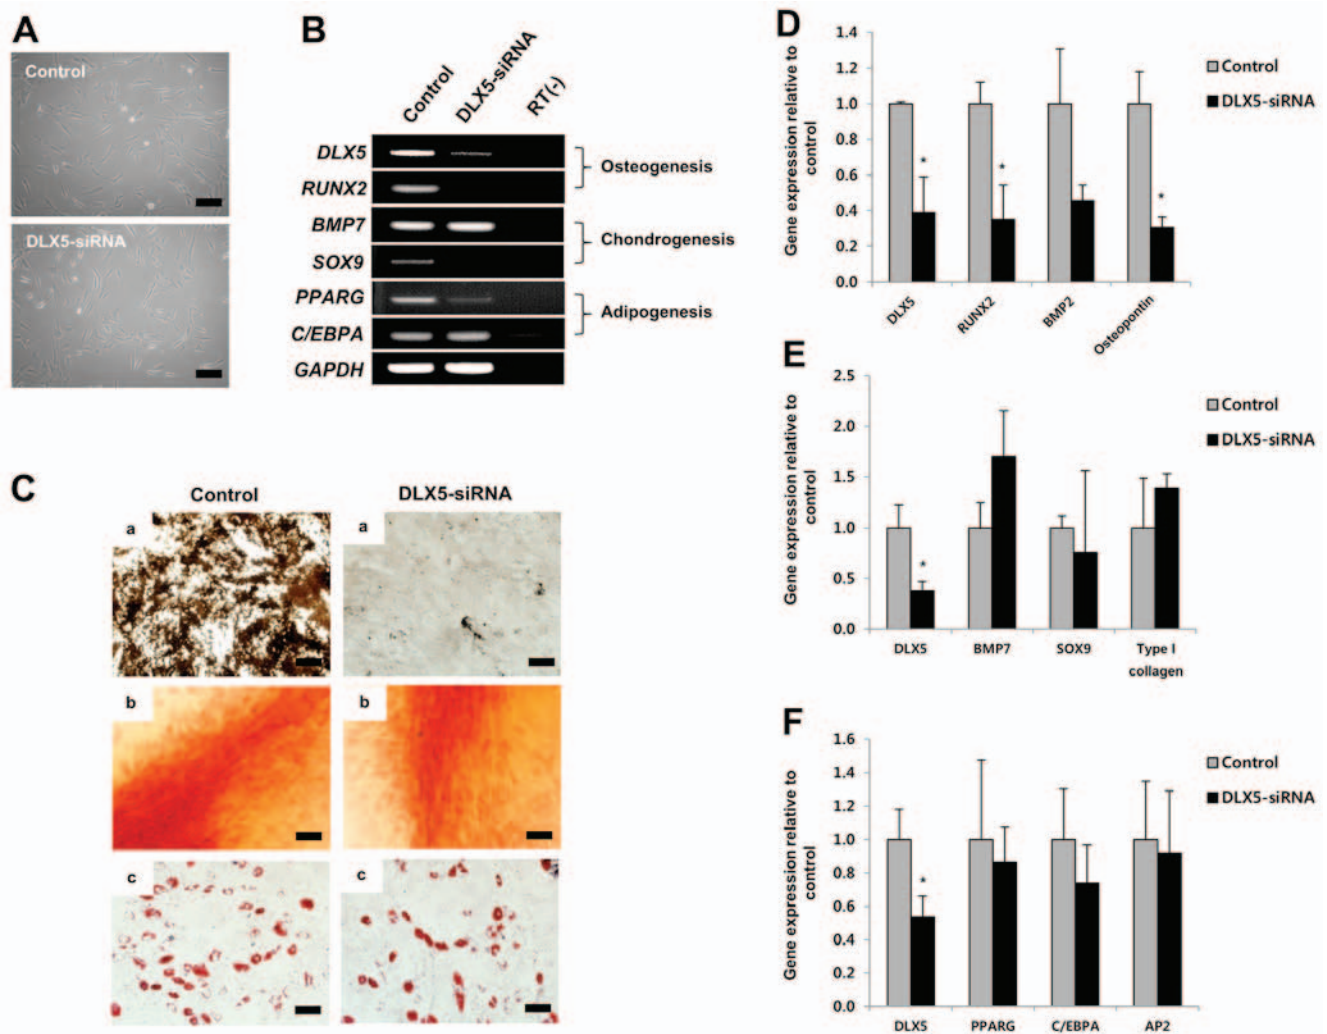 A
Control
DLX5-siRNA
B
Control
DLX5-siRNA
RT(-)
DLX5
RUNX2
BMP7
SOX9
PPARG
C/EBPA
GAPDH
Osteogenesis
Chondrogenesis
Adipogenesis
C
Control
DLX5-siRNA
a
a
b
b
c
c
D
Gene expression relative to
control
1.4
1.2
1.0
0.8
0.6
0.4
0.2
0.0
*
*
*
DLX5
RUNX2
BMP2
Osteopontin
Control
DLX5-siRNA
E
Gene expression relative to
control
2.5
2.0
1.5
1.0
0.5
0.0
*
DLX5
BMP7
SOX9
Type I
collagen
Control
DLX5-siRNA
F
Gene expression relative to
control
1.6
1.4
1.2
1.0
0.8
0.6
0.4
0.2
0.0
*
DLX5
PPARG
C/EBPA
AP2
Control
DLX5-siRNA